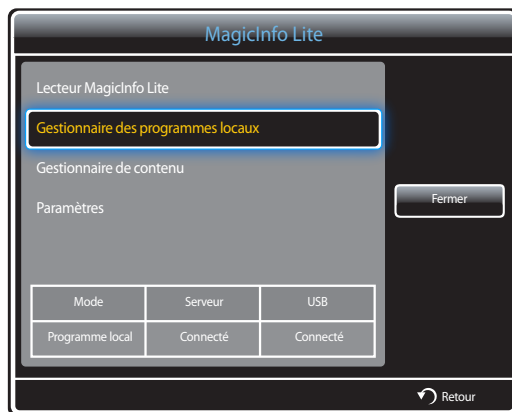 MagicInfo Lite
Lecteur MagicInfo Lite
Gestionnaire des programmes locaux
Gestionnaire de contenu
Paramètres
Fermer
Mode Serveur USB
Programme local Connecté Connecté
Retour